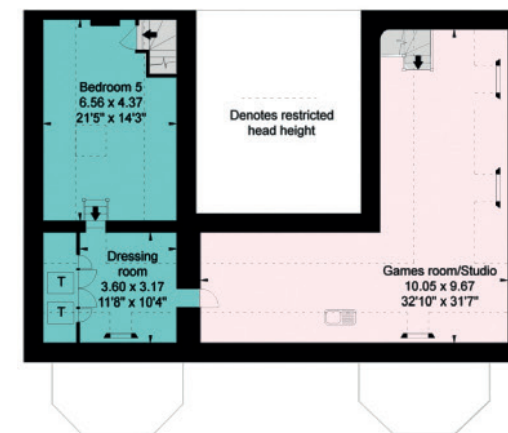 Bedroom 5
6.56 x 4.37
21'5" x 14'3"
Denotes restricted
head height
Dressing
room
3.60 x 3.17
11'8" x 10'4"
T
T
Games room/Studio
10.05 x 9.67
32'10" x 31'7"